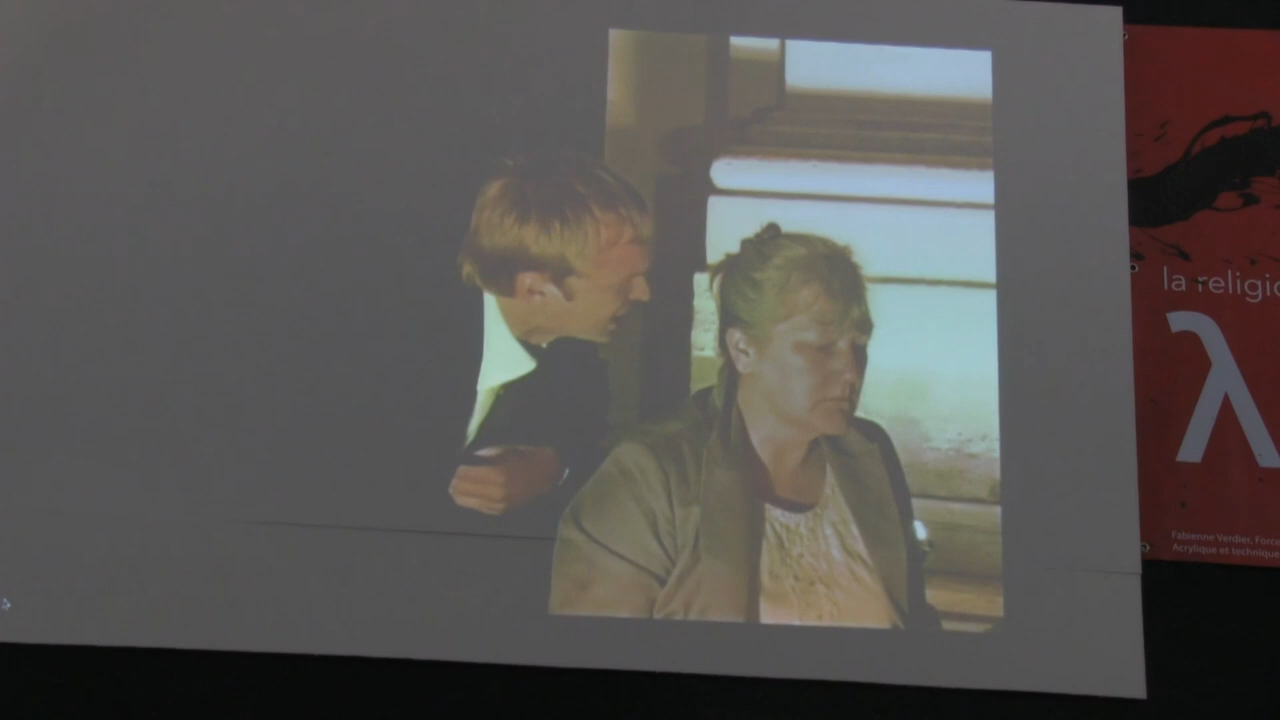 la religio
λ
Fabienne Verdier, Force
Acrylique et technique